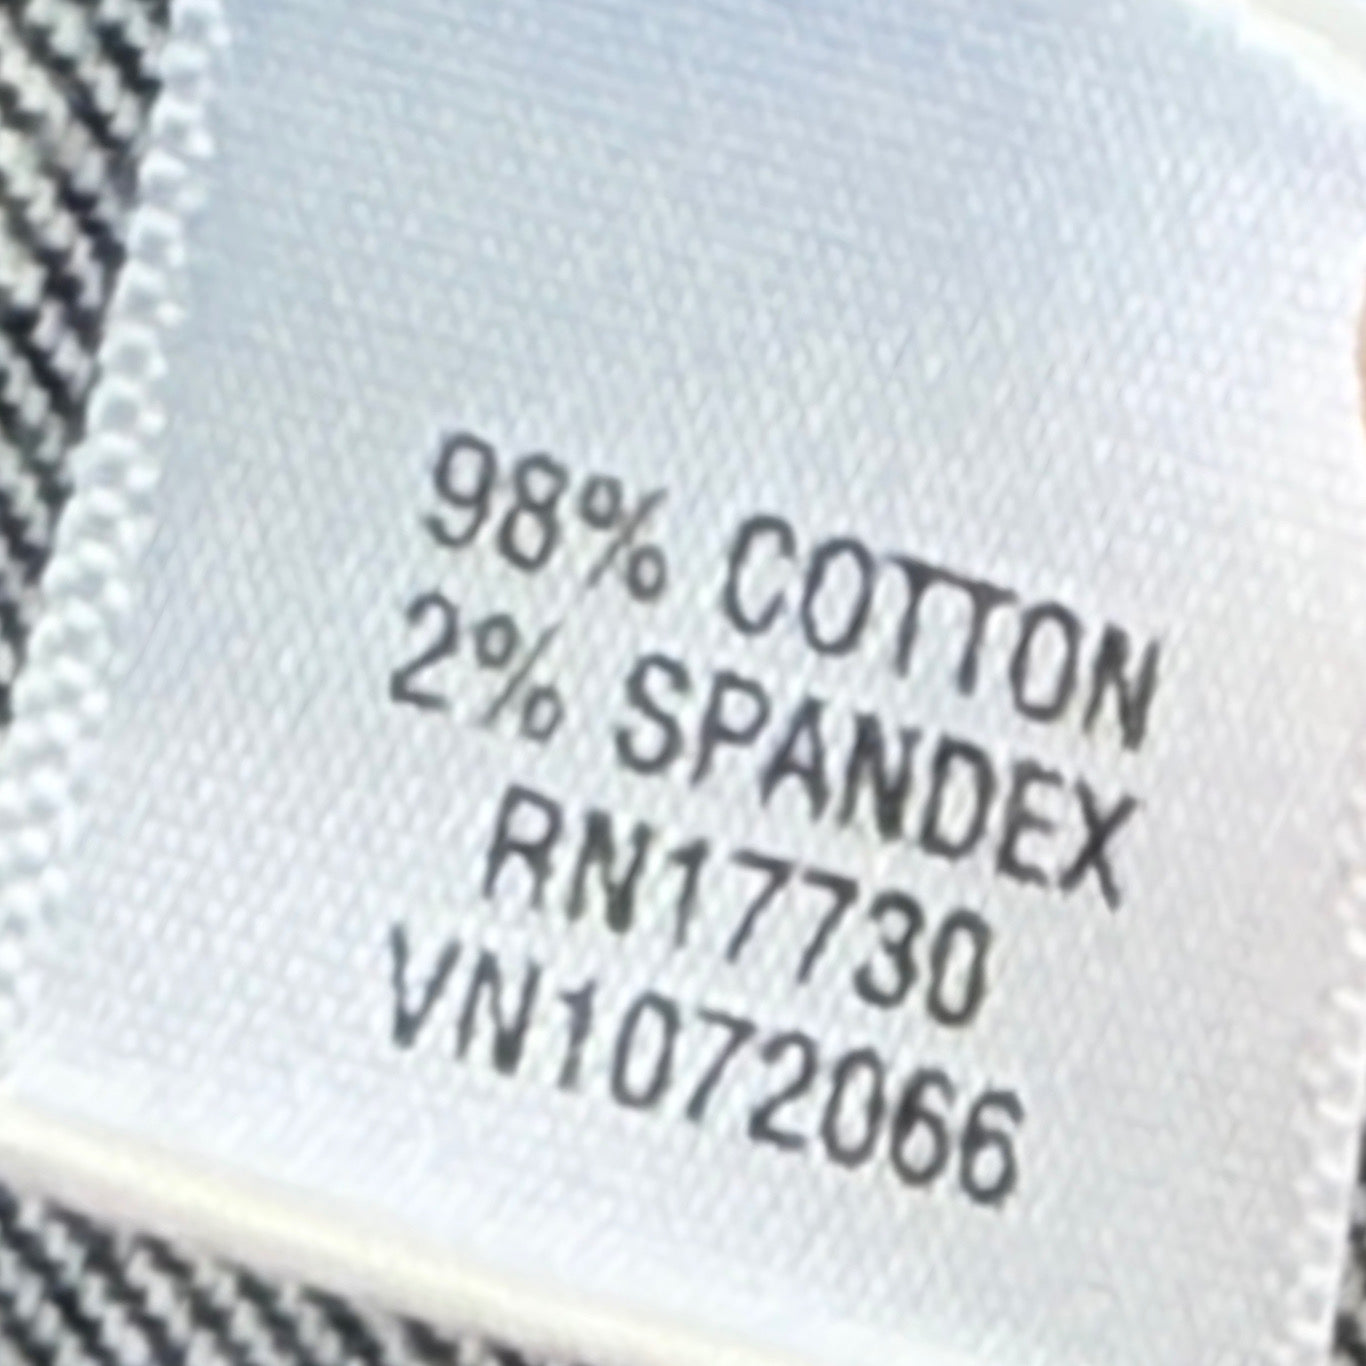 98% COTTON
2% SPANDEX
RN17730
VN1072066